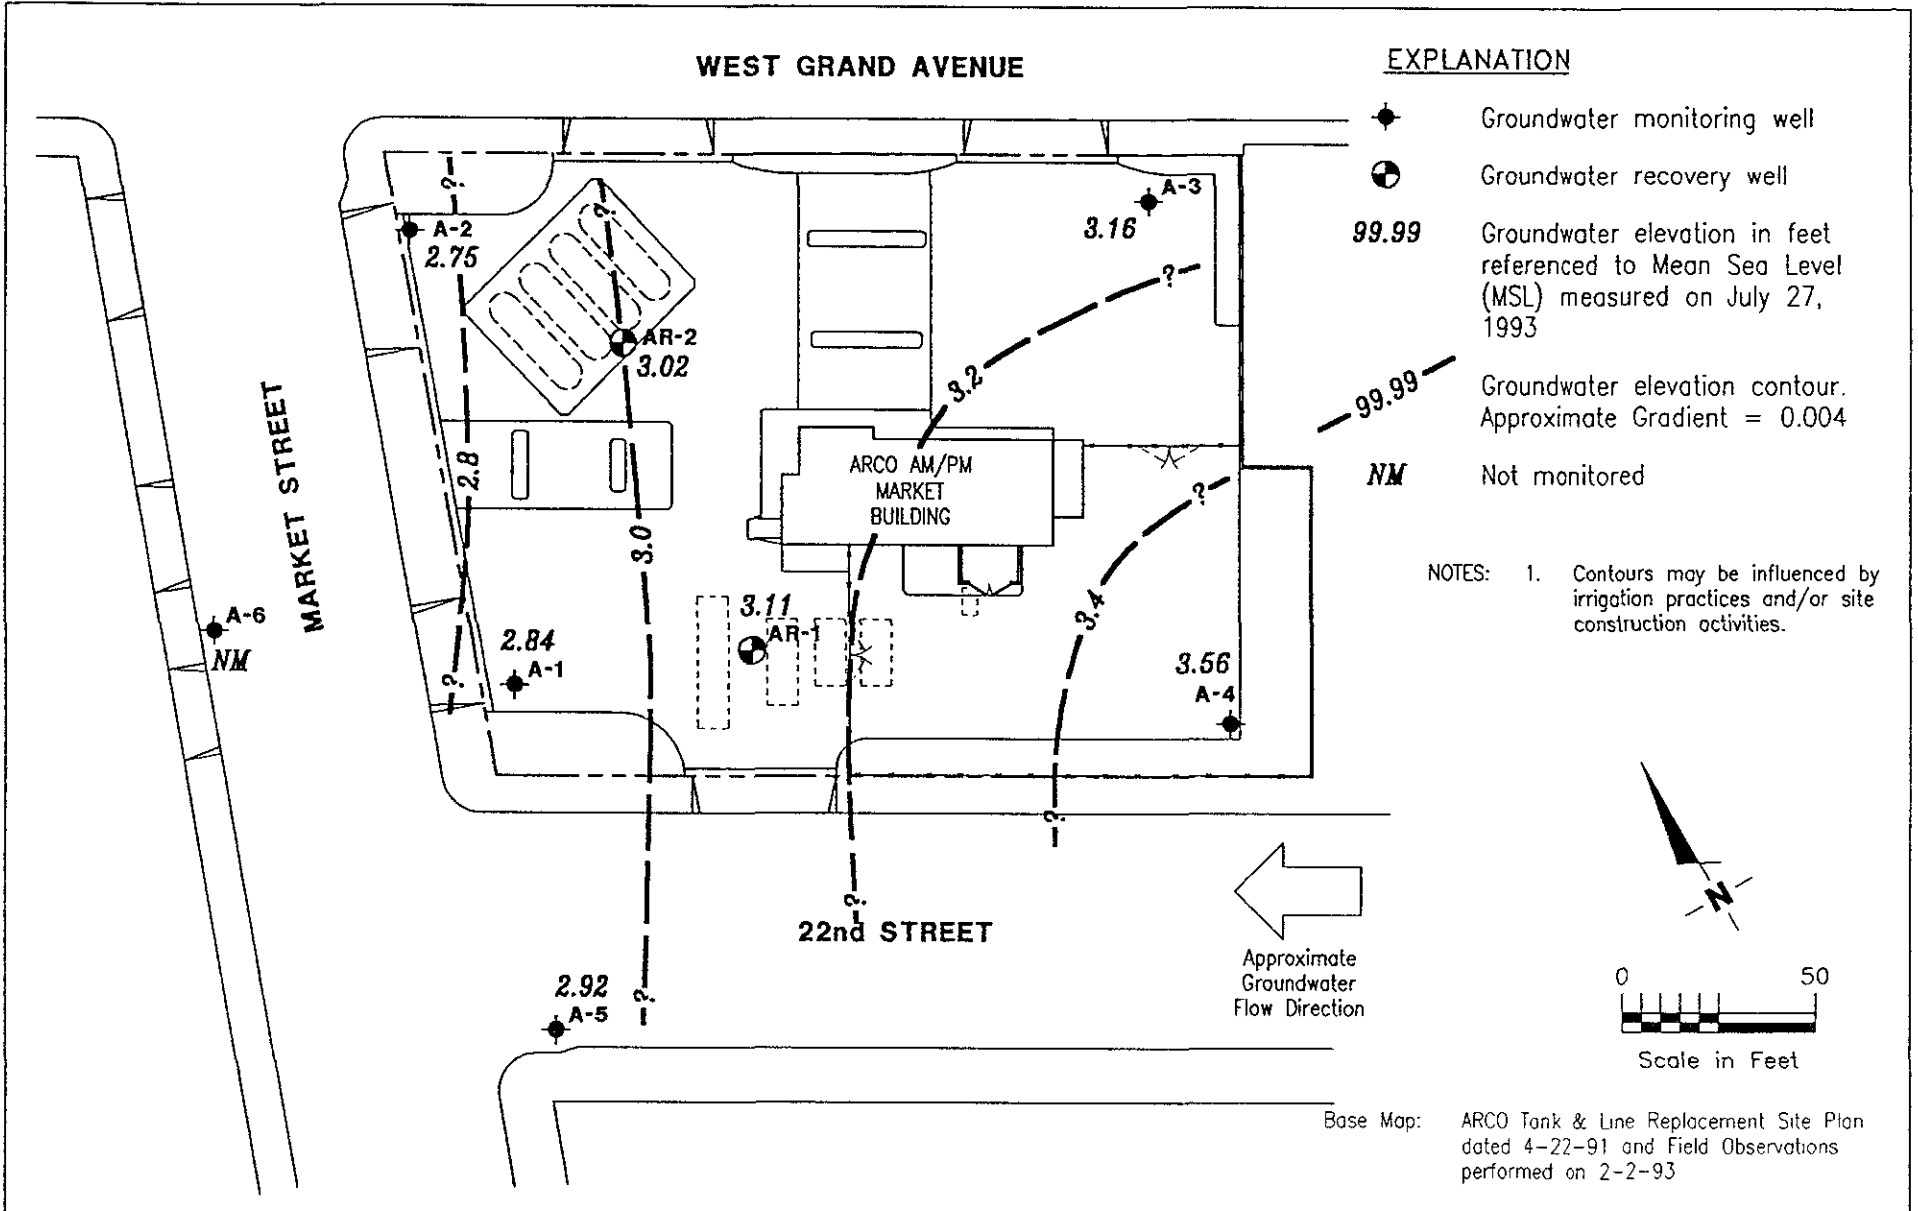 WEST GRAND AVENUE
EXPLANATION
Groundwater monitoring well
Groundwater recovery well
99.99
Groundwater elevation in feet
referenced to Mean Sea Level
(MSL) measured on July 27,
1993
99.99
Groundwater elevation contour.
Approximate Gradient = 0.004
NM
Not monitored
NOTES: 1. Contours may be influenced by
irrigation practices and/or site
construction activities.
?
A-2
2.75
?
AR-2
3.02
A-3
3.16
?
3.2
2.8
3.0
ARCO AM/PM
MARKET
BUILDING
?
3.4
MARKET STREET
A-6
NM
?
2.84
A-1
3.11
AR-1
3.56
A-4
?
?
?
22nd STREET
2.92
A-5
Approximate
Groundwater
Flow Direction
N
0 50
Scale in Feet
Base Map: ARCO Tank & Line Replacement Site Plan
dated 4-22-91 and Field Observations
performed on 2-2-93